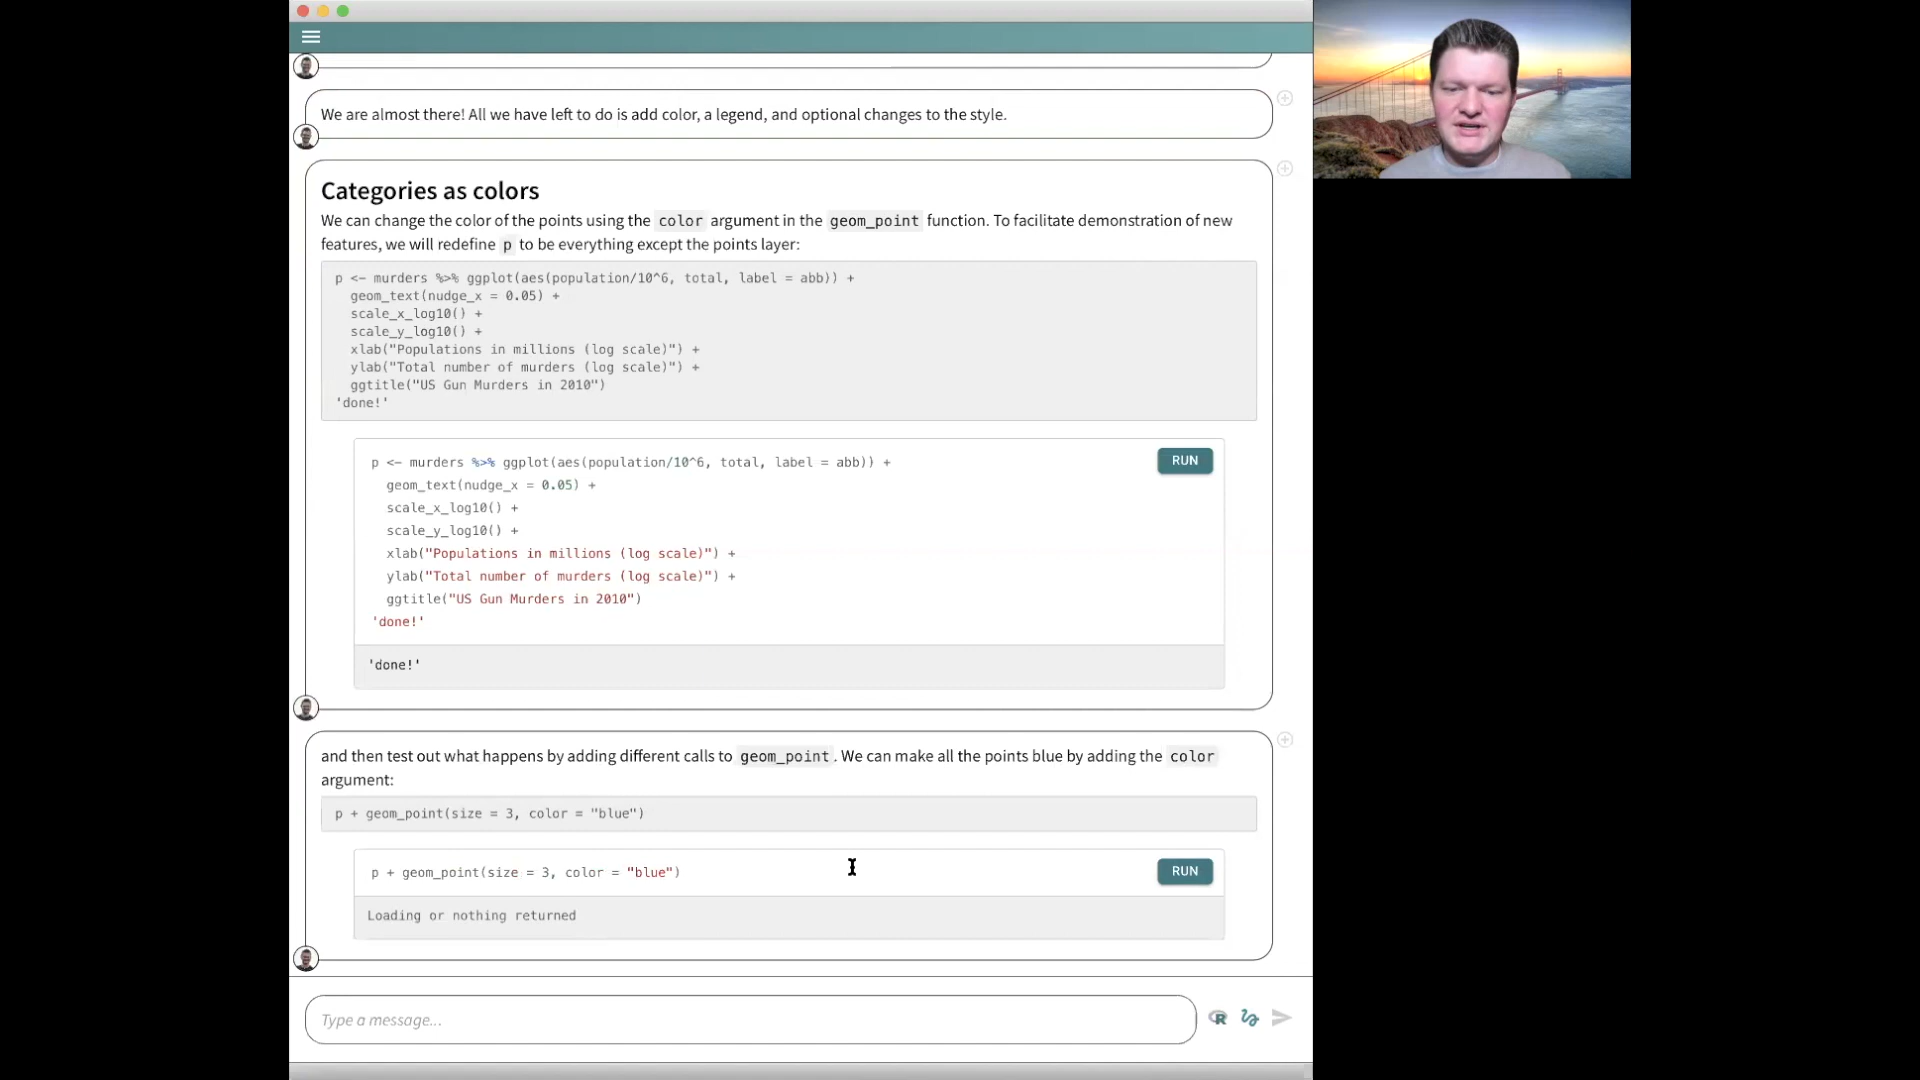 We are almost there! All we have left to do is add color, a legend, and optional changes to the style.
Categories as colors
We can change the color of the points using the color argument in the geom_point function. To facilitate demonstration of new
features, we will redefine p to be everything except the points layer:
p <- murders %>% ggplot(aes(population/10^6, total, label = abb)) +
  geom_text(nudge_x = 0.05) +
  scale_x_log10() +
  scale_y_log10() +
  xlab("Populations in millions (log scale)") +
  ylab("Total number of murders (log scale)") +
  ggtitle("US Gun Murders in 2010")
'done!'
p <- murders %>% ggplot(aes(population/10^6, total, label = abb)) +
RUN
  geom_text(nudge_x = 0.05) +
  scale_x_log10() +
  scale_y_log10() +
  xlab("Populations in millions (log scale)") +
  ylab("Total number of murders (log scale)") +
  ggtitle("US Gun Murders in 2010")
'done!'
'done!'
and then test out what happens by adding different calls to geom_point. We can make all the points blue by adding the color
argument:
p + geom_point(size = 3, color = "blue")
p + geom_point(size = 3, color = "blue")
RUN
Loading or nothing returned
Type a message...
R